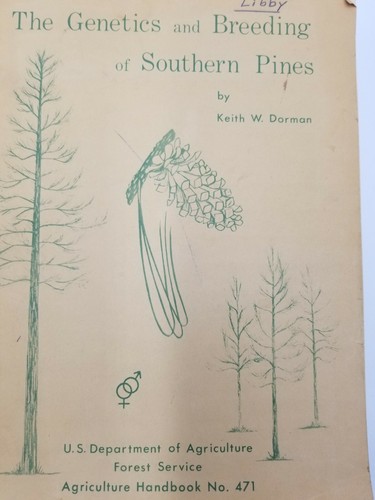 Libby
The Genetics and Breeding
of Southern Pines
by
Keith W. Dorman
U.S. Department of Agriculture
Forest Service
Agriculture Handbook No. 471